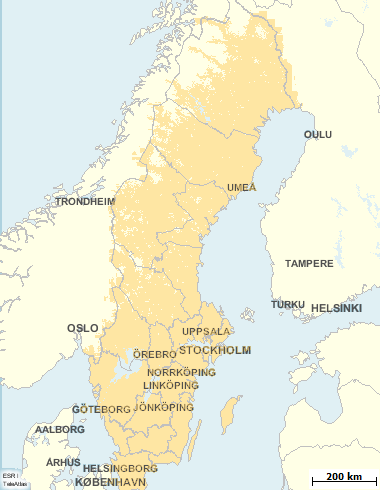 OULU
UMEÅ
TRONDHEIM
TAMPERE
TURKU
HELSINKI
OSLO
UPPSALA
STOCKHOLM
ÖREBRO
NORRKÖPING
LINKÖPING
GÖTEBORG
JÖNKÖPING
AALBORG
ÅRHUS
HELSINGBORG
KØBENHAVN
ESRI
TeleAtlas
200 km